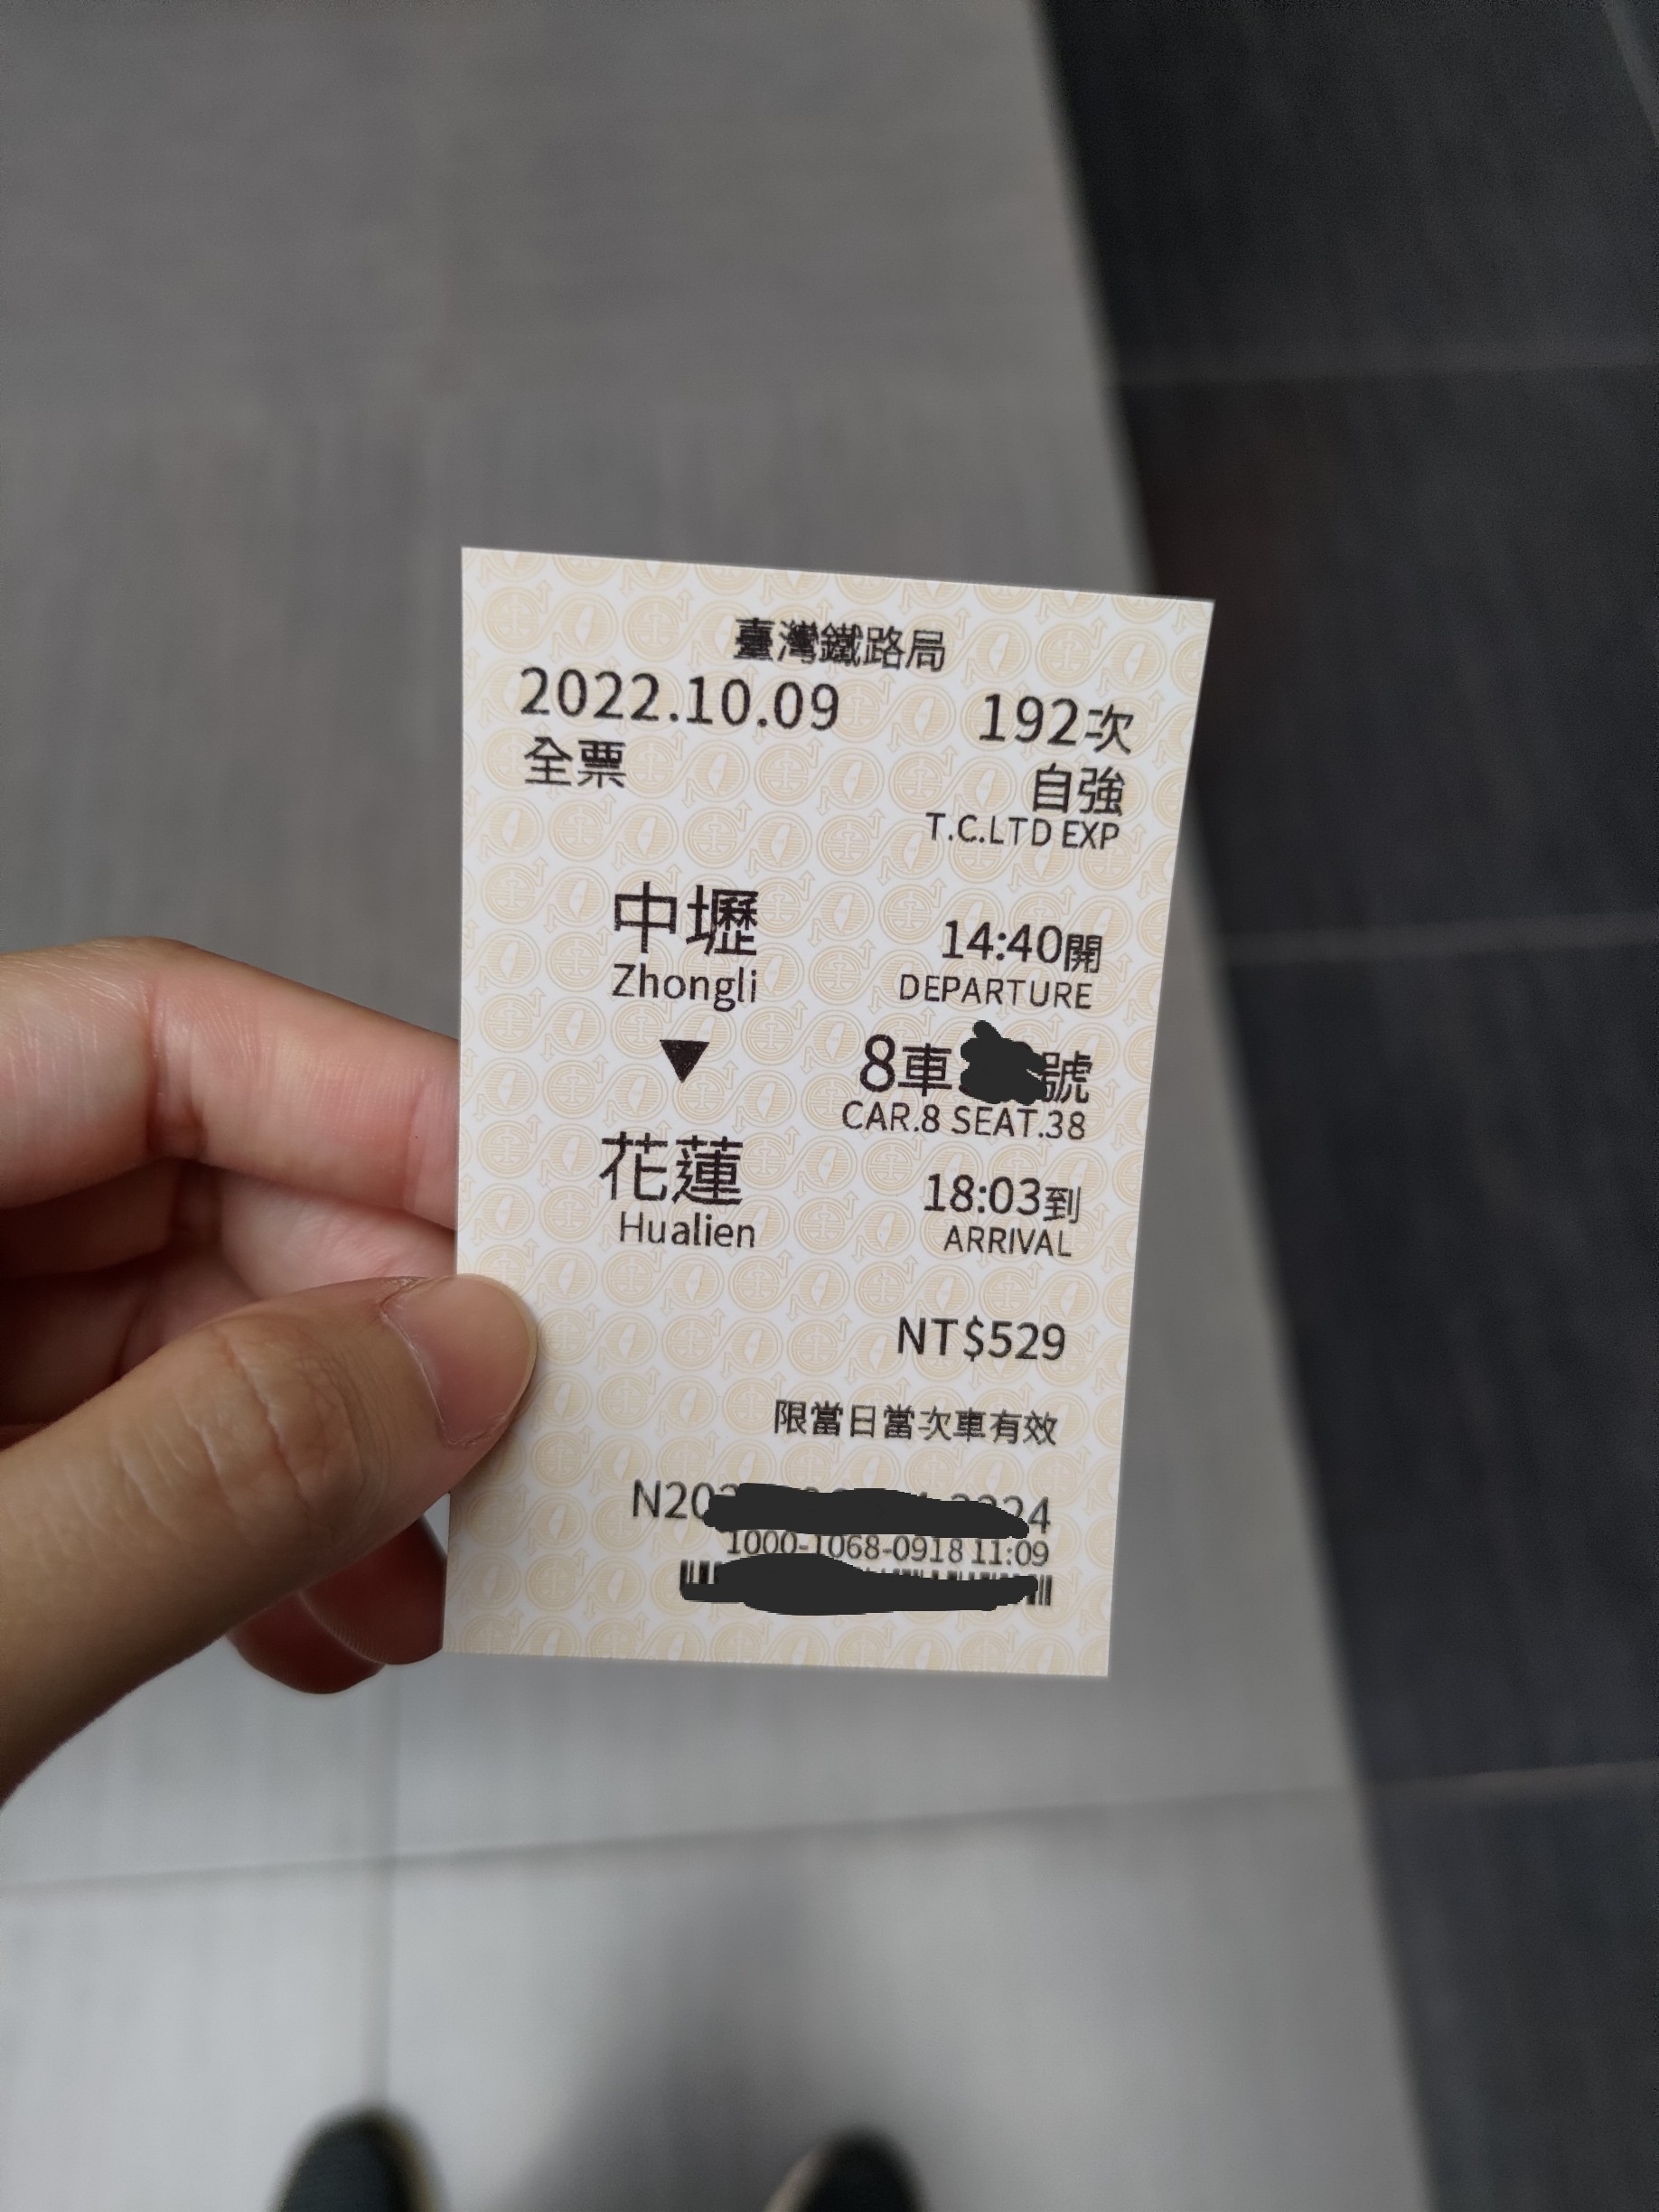 臺灣鐵路局
2022.10.09 192次
全票 自強
T.C.LTD EXP
中壢 14:40開
Zhongli DEPARTURE
▼ 8車 號
CAR.8 SEAT.38
花蓮 18:03到
Hualien ARRIVAL
NT$529
限當日當次車有效
N20 24
1000-1068-0918 11:09